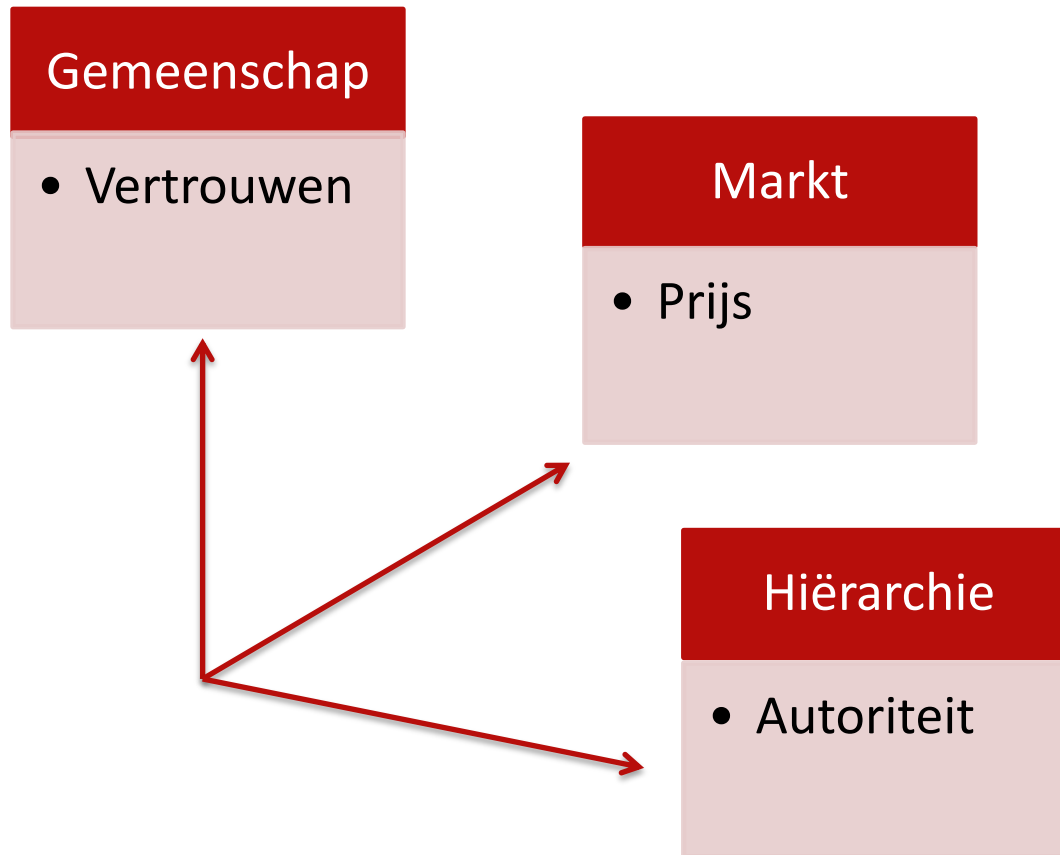 Gemeenschap
• Vertrouwen
Markt
• Prijs
Hiërarchie
• Autoriteit